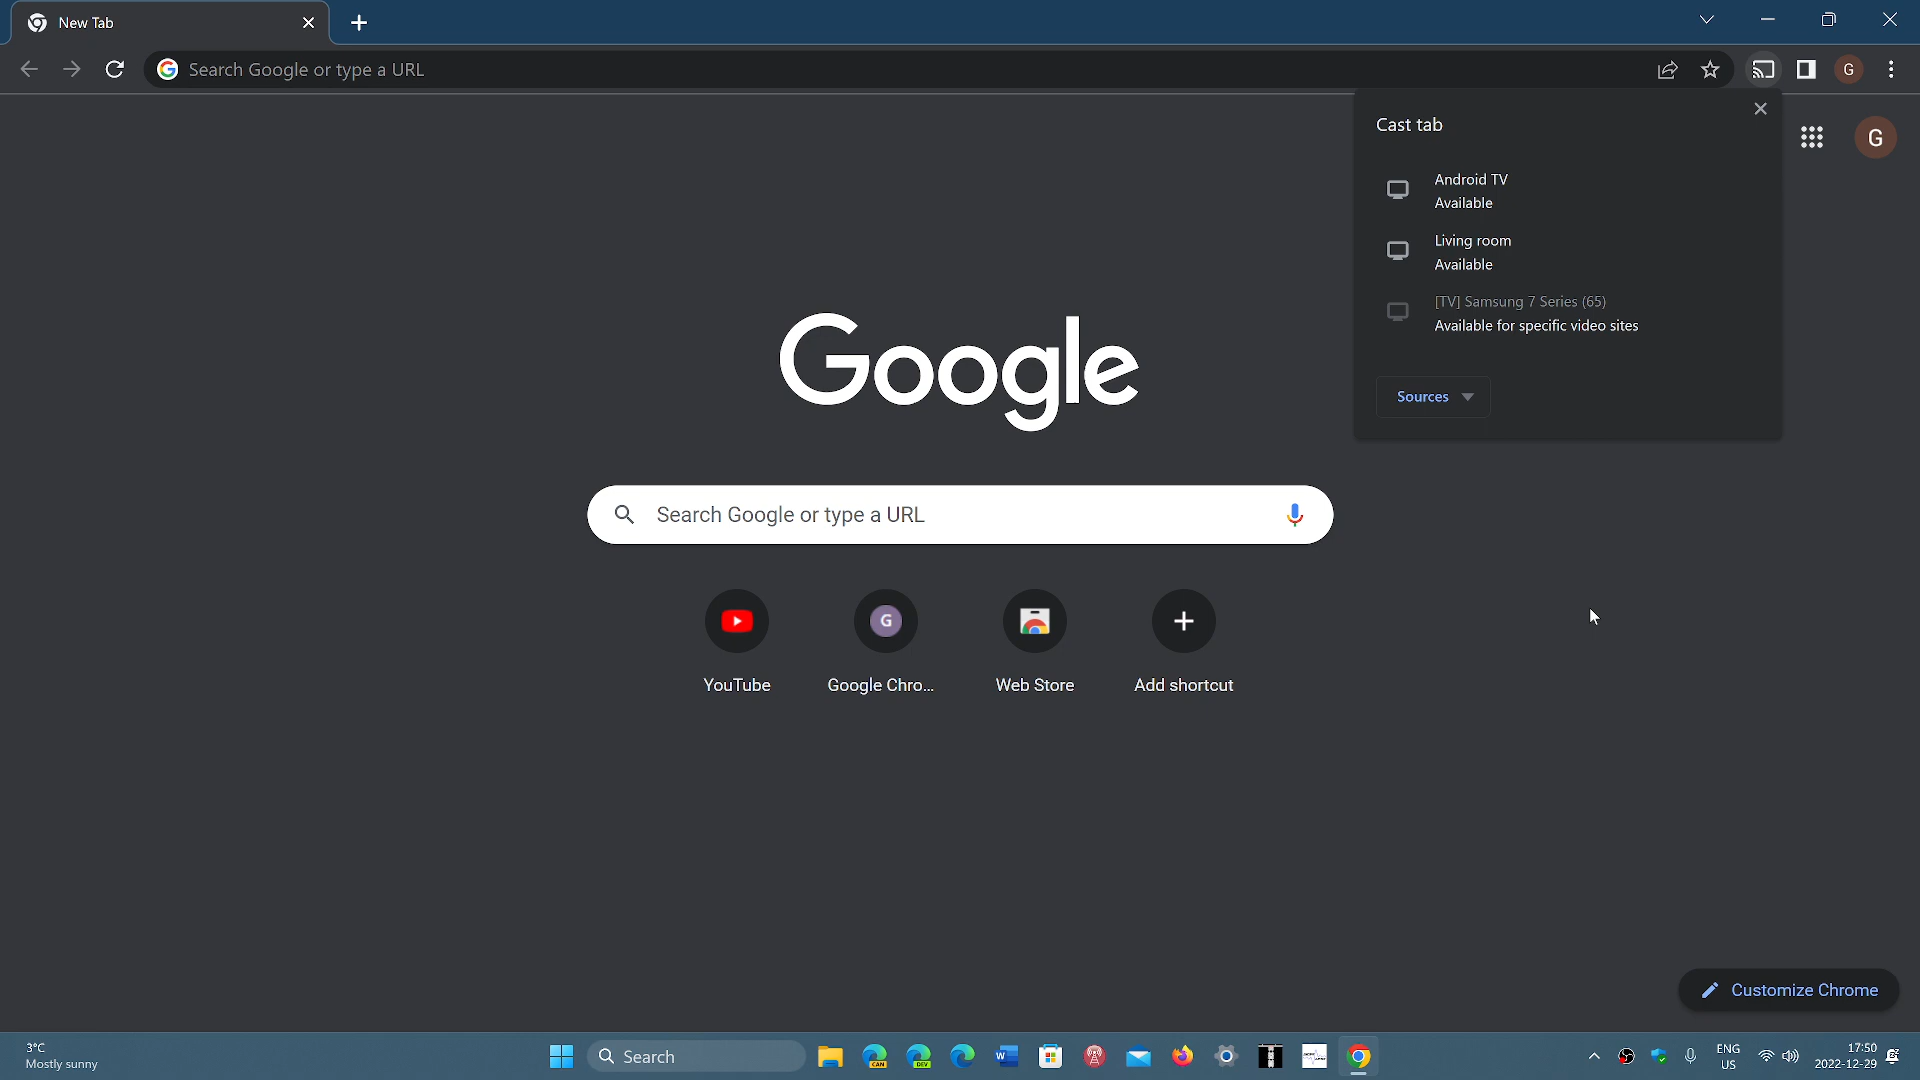 New Tab
Search Google or type a URL
G
Cast tab
G
Android TV
Available
Living room
Available
[TV] Samsung 7 Series (65)
Available for specific video sites
Sources
Google
Search Google or type a URL
G
YouTube
Google Chro...
Web Store
Add shortcut
Customize Chrome
3°C
Mostly sunny
Search
CAN
DEV
W
ENG
US
17:50
2022-12-29